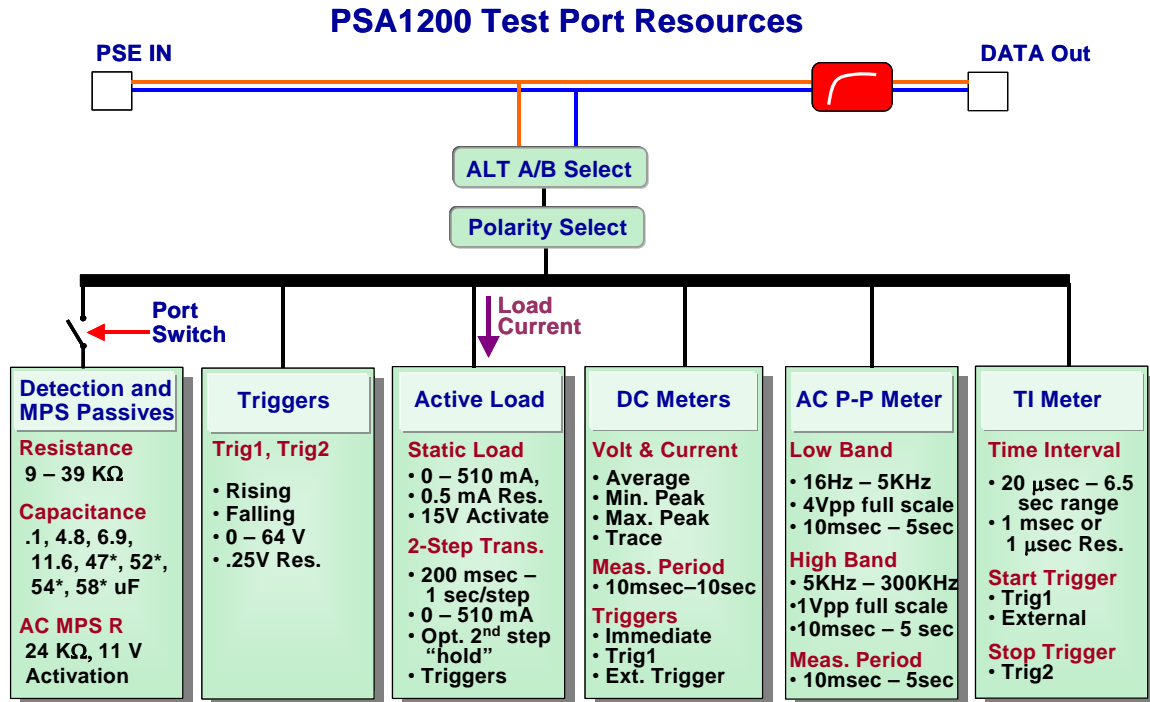 PSA1200 Test Port Resources
PSE IN
DATA Out
ALT A/B Select
Polarity Select
Port
Switch
Load
Current
Detection and
MPS Passives
Resistance
9 – 39 KΩ
Capacitance
.1, 4.8, 6.9,
11.6, 47*, 52*,
54*, 58* uF
AC MPS R
24 KΩ, 11 V
Activation
Triggers
Trig1, Trig2
• Rising
• Falling
• 0 – 64 V
• .25V Res.
Active Load
Static Load
• 0 – 510 mA,
• 0.5 mA Res.
• 15V Activate
2-Step Trans.
• 200 msec –
1 sec/step
• 0 – 510 mA
• Opt. 2nd step
“hold”
• Triggers
DC Meters
Volt & Current
• Average
• Min. Peak
• Max. Peak
• Trace
Meas. Period
• 10msec–10sec
Triggers
• Immediate
• Trig1
• Ext. Trigger
AC P-P Meter
Low Band
• 16Hz – 5KHz
• 4Vpp full scale
• 10msec – 5sec
High Band
• 5KHz – 300KHz
•1Vpp full scale
•10msec – 5 sec
Meas. Period
• 10msec – 5sec
TI Meter
Time Interval
• 20 μsec – 6.5
sec range
• 1 msec or
1 μsec Res.
Start Trigger
• Trig1
• External
Stop Trigger
• Trig2